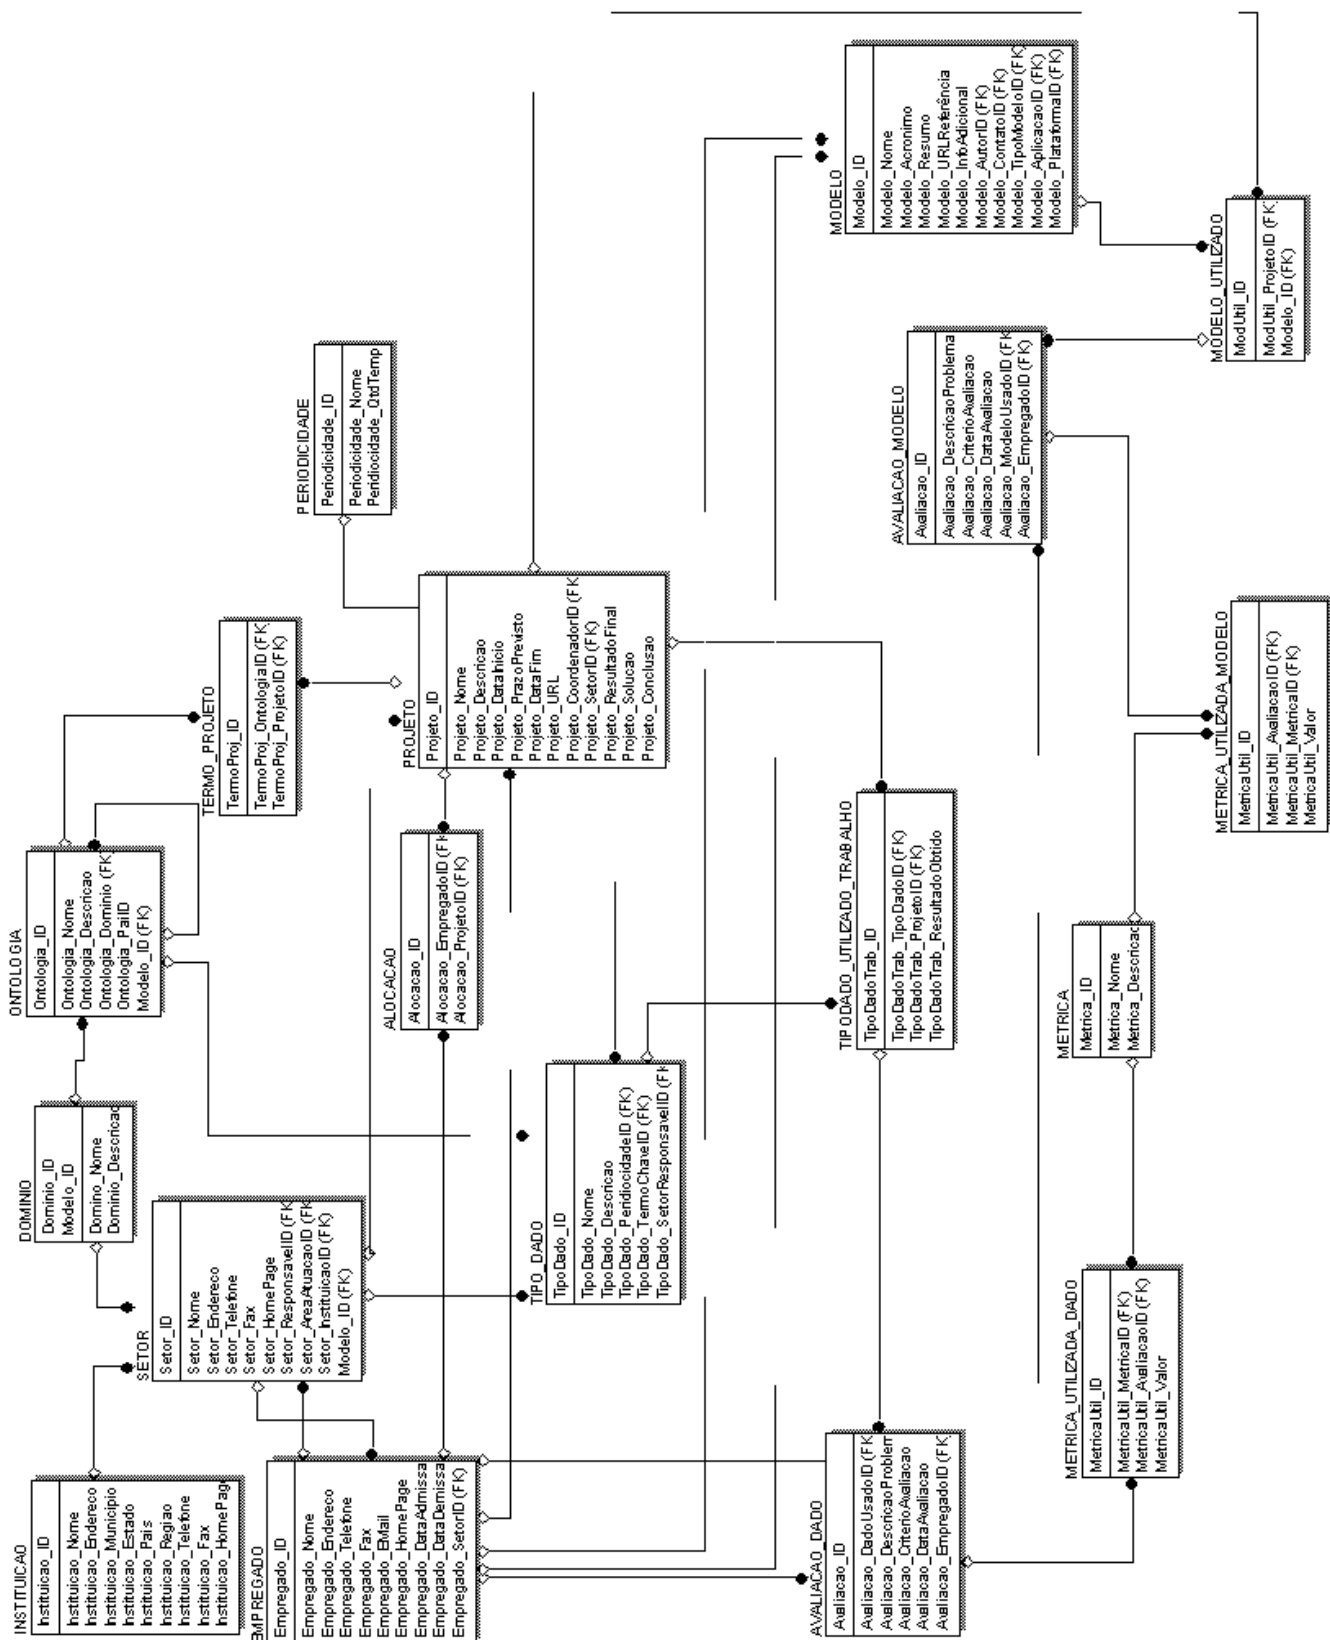 INSTITUICAO
Instituicao_ID
Instituicao_Nome
Instituicao_Endereco
Instituicao_Municipio
Instituicao_Estado
Instituicao_Pais
Instituicao_Regiao
Instituicao_Telefone
Instituicao_Fax
Instituicao_HomePage
DOMINIO
Dominio_ID
Modelo_ID
Domino_Nome
Dominio_Descricao
ONTOLOGIA
Ontologia_ID
Ontologia_Nome
Ontologia_Descricao
Ontologia_Dominio (FK)
Ontologia_PaiID
Modelo_ID (FK)
SETOR
Setor_ID
Setor_Nome
Setor_Endereco
Setor_Telefone
Setor_Fax
Setor_HomePage
Setor_ResponsavelID (FK
Setor_AreaAtuacaoID (FK
Setor_InstituicaoID (FK)
Modelo_ID (FK)
TERMO_PROJETO
TermoProj_ID
TermoProj_OntologiaID (FK
TermoProj_ProjetoID (FK)
PERIODICIDADE
Periodicidade_ID
Periodicidade_Nome
Peridiocidade_QtdTemp
EMPREGADO
Empregado_ID
Empregado_Nome
Empregado_Endereco
Empregado_Telefone
Empregado_Fax
Empregado_EMail
Empregado_HomePage
Empregado_DataAdmissa
Empregado_DataDemissa
Empregado_SetorID (FK)
ALOCACAO
Alocacao_ID
Alocacao_EmpregadoID (FK
Alocacao_ProjetoID (FK)
PROJETO
Projeto_ID
Projeto_Nome
Projeto_Descricao
Projeto_DataInicio
Projeto_PrazoPrevisto
Projeto_DataFim
Projeto_URL
Projeto_CoordenadorID (FK
Projeto_SetorID (FK)
Projeto_ResultadoFinal
Projeto_Solucao
Projeto_Conclusao
TIPO_DADO
TipoDado_ID
TipoDado_Nome
TipoDado_Descricao
TipoDado_PeridiocidadeID (FK)
TipoDado_TermoChaveID (FK)
TipoDado_SetorResponsavelID (FK
TIPODADO_UTILIZADO_TRABALHO
TipoDadoTrab_ID
TipoDadoTrab_TipoDadoID (FK)
TipoDadoTrab_ProjetoID (FK)
TipoDadoTrab_ResultadoObtido
MODELO
Modelo_ID
Modelo_Nome
Modelo_Acronimo
Modelo_Resumo
Modelo_URLReferência
Modelo_InfoAdicional
Modelo_AutorID (FK)
Modelo_ContatoID (FK)
Modelo_TipoModeloID (FK
Modelo_AplicacaoID (FK)
Modelo_PlataformaID (FK)
AVALIACAO_DADO
Avaliacao_ID
Avaliacao_DadoUsadoID (FK
Avaliacao_DescricaoProblem
Avaliacao_CriterioAvaliacao
Avaliacao_DataAvaliacao
Avaliacao_EmpregadoID (FK
AVALIACAO_MODELO
Avaliacao_ID
Avaliacao_DescricaoProblema
Avaliacao_CriterioAvaliacao
Avaliacao_DataAvaliacao
Avaliacao_ModeloUsadoID (FK
Avaliacao_EmpregadoID (FK)
METRICA_UTILIZADA_DADO
MetricaUtil_ID
MetricaUtil_MetricaID (FK)
MetricaUtil_AvaliacaoID (FK)
MetricaUtil_Valor
METRICA
Metrica_ID
Metrica_Nome
Metrica_Descricao
METRICA_UTILIZADA_MODELO
MetricaUtil_ID
MetricaUtil_AvaliacaoID (FK)
MetricaUtil_MetricaID (FK)
MetricaUtil_Valor
MODELO_UTILIZADO
ModUtil_ID
ModUtil_ProjetoID (FK
Modelo_ID (FK)